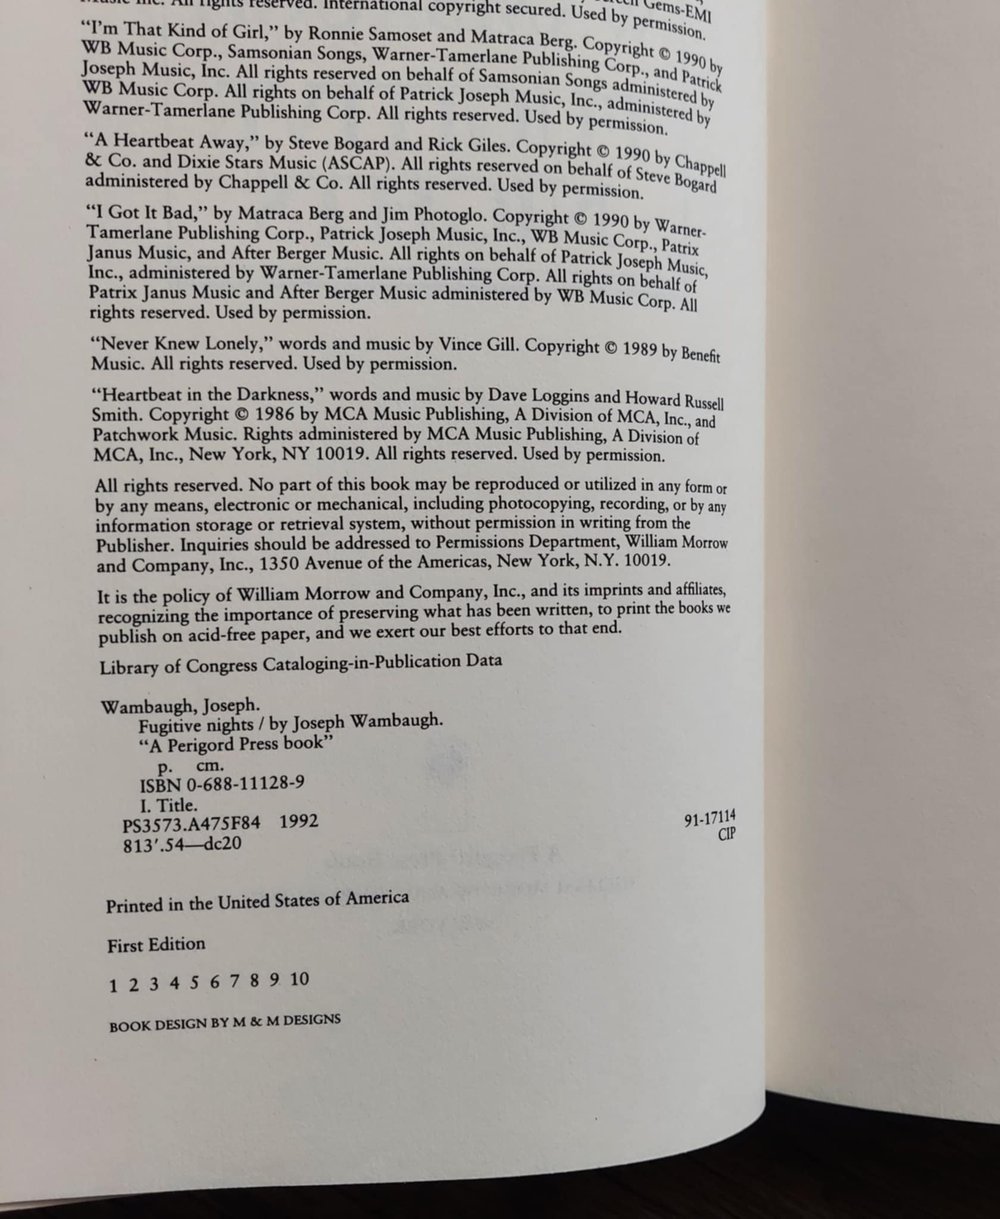 Music Inc. All rights reserved. International copyright secured. Used by permission.
Gems-EMI
“I'm That Kind of Girl,” by Ronnie Samoset and Matraca Berg. Copyright © 1990 by
WB Music Corp., Samsonian Songs, Warner-Tamerlane Publishing Corp., and Patrick
Joseph Music, Inc. All rights reserved on behalf of Samsonian Songs administered by
WB Music Corp. All rights on behalf of Patrick Joseph Music, Inc., administered by
Warner-Tamerlane Publishing Corp. All rights reserved. Used by permission.
“A Heartbeat Away,” by Steve Bogard and Rick Giles. Copyright © 1990 by Chappell
& Co. and Dixie Stars Music (ASCAP). All rights reserved on behalf of Steve Bogard
administered by Chappell & Co. All rights reserved. Used by permission.
“I Got It Bad,” by Matraca Berg and Jim Photoglo. Copyright © 1990 by Warner-
Tamerlane Publishing Corp., Patrick Joseph Music, Inc., WB Music Corp., Patrix
Janus Music, and After Berger Music. All rights on behalf of Patrick Joseph Music,
Inc., administered by Warner-Tamerlane Publishing Corp. All rights on behalf of
Patrix Janus Music and After Berger Music administered by WB Music Corp. All
rights reserved. Used by permission.
“Never Knew Lonely,” words and music by Vince Gill. Copyright © 1989 by Benefit
Music. All rights reserved. Used by permission.
“Heartbeat in the Darkness,” words and music by Dave Loggins and Howard Russell
Smith. Copyright © 1986 by MCA Music Publishing, A Division of MCA, Inc., and
Patchwork Music. Rights administered by MCA Music Publishing, A Division of
MCA, Inc., New York, NY 10019. All rights reserved. Used by permission.
All rights reserved. No part of this book may be reproduced or utilized in any form or
by any means, electronic or mechanical, including photocopying, recording, or by any
information storage or retrieval system, without permission in writing from the
Publisher. Inquiries should be addressed to Permissions Department, William Morrow
and Company, Inc., 1350 Avenue of the Americas, New York, N.Y. 10019.
It is the policy of William Morrow and Company, Inc., and its imprints and affiliates,
recognizing the importance of preserving what has been written, to print the books we
publish on acid-free paper, and we exert our best efforts to that end.
Library of Congress Cataloging-in-Publication Data
Wambaugh, Joseph.
Fugitive nights / by Joseph Wambaugh.
“A Perigord Press book”
p. cm.
ISBN 0-688-11128-9
I. Title.
PS3573.A475F84 1992 91-17114
813'.54—dc20 CIP
Printed in the United States of America
First Edition
1 2 3 4 5 6 7 8 9 10
BOOK DESIGN BY M & M DESIGNS